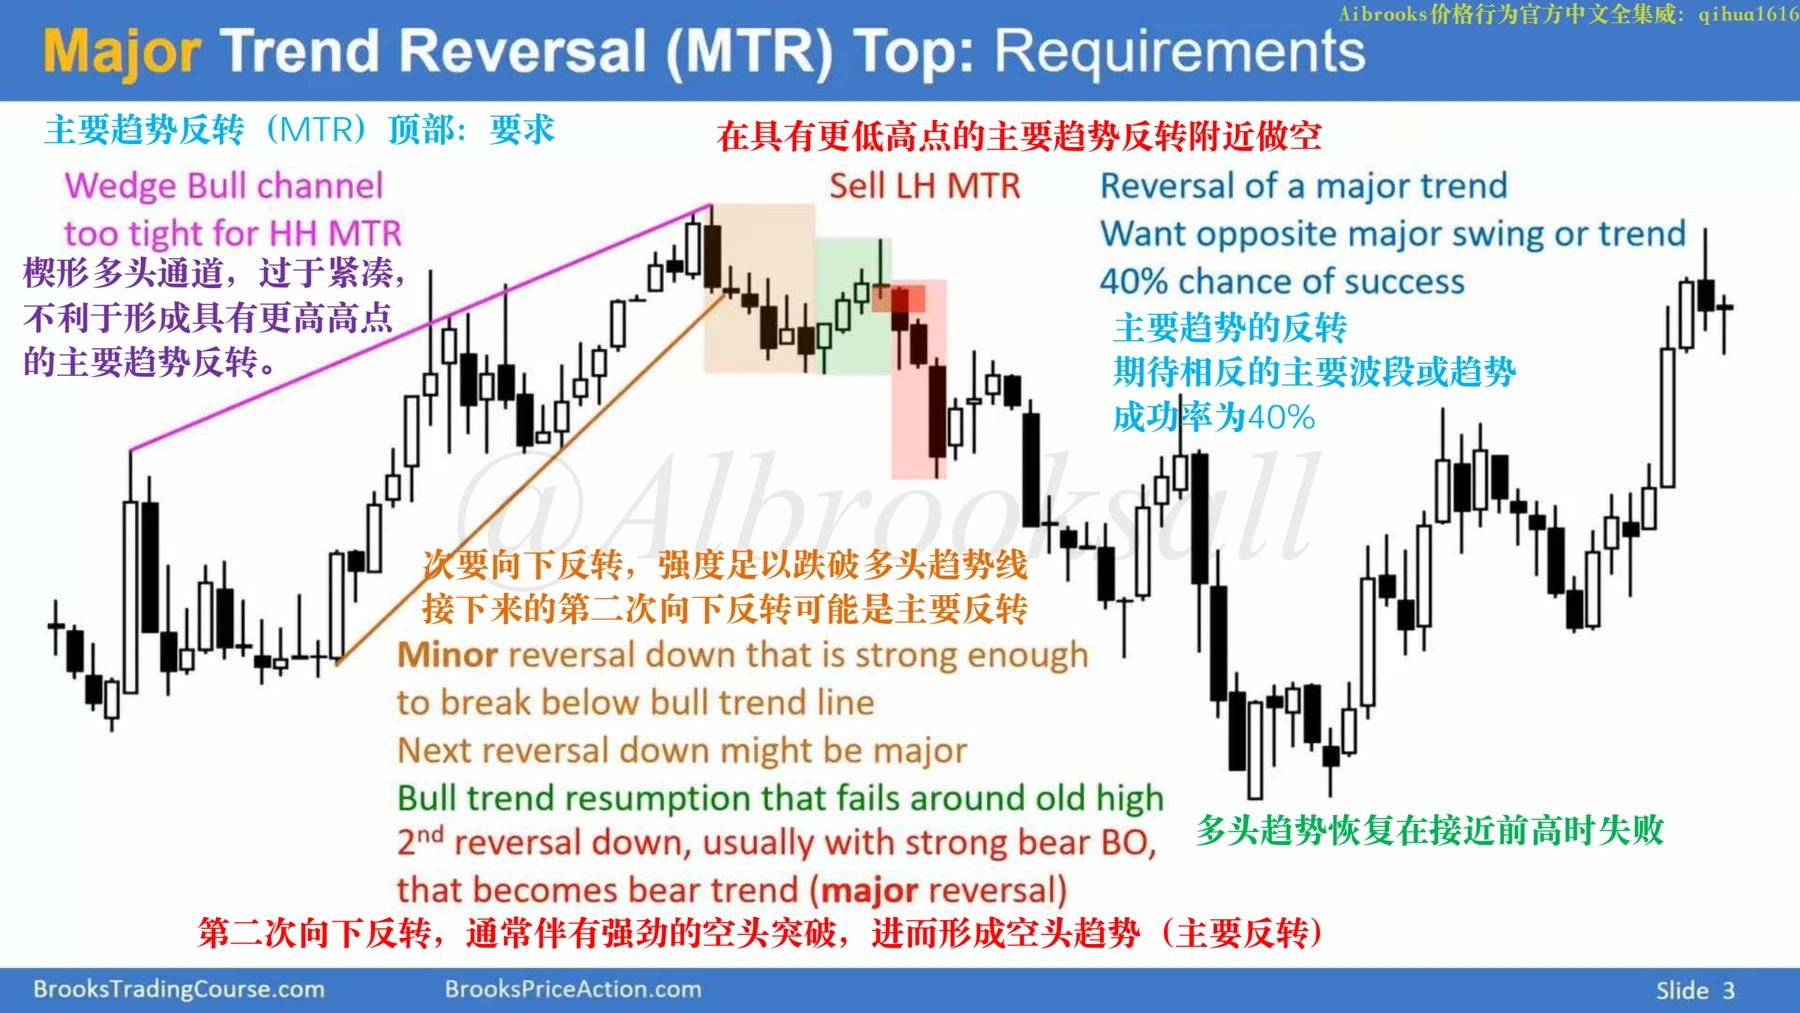 Aibrooks价格行为官方中文全集威：qihua1616
Major Trend Reversal (MTR) Top: Requirements
主要趋势反转（MTR）顶部：要求
在具有更低高点的主要趋势反转附近做空
Wedge Bull channel
too tight for HH MTR
楔形多头通道，过于紧凑，
不利于形成具有更高高点
的主要趋势反转。
Sell LH MTR
Reversal of a major trend
Want opposite major swing or trend
40% chance of success
主要趋势的反转
期待相反的主要波段或趋势
成功率为40%
@Albrooksall
次要向下反转，强度足以跌破多头趋势线
接下来的第二次向下反转可能是主要反转
Minor reversal down that is strong enough
to break below bull trend line
Next reversal down might be major
Bull trend resumption that fails around old high
多头趋势恢复在接近前高时失败
2nd reversal down, usually with strong bear BO,
that becomes bear trend (major reversal)
第二次向下反转，通常伴有强劲的空头突破，进而形成空头趋势（主要反转）
BrooksTradingCourse.com
BrooksPriceAction.com
Slide 3